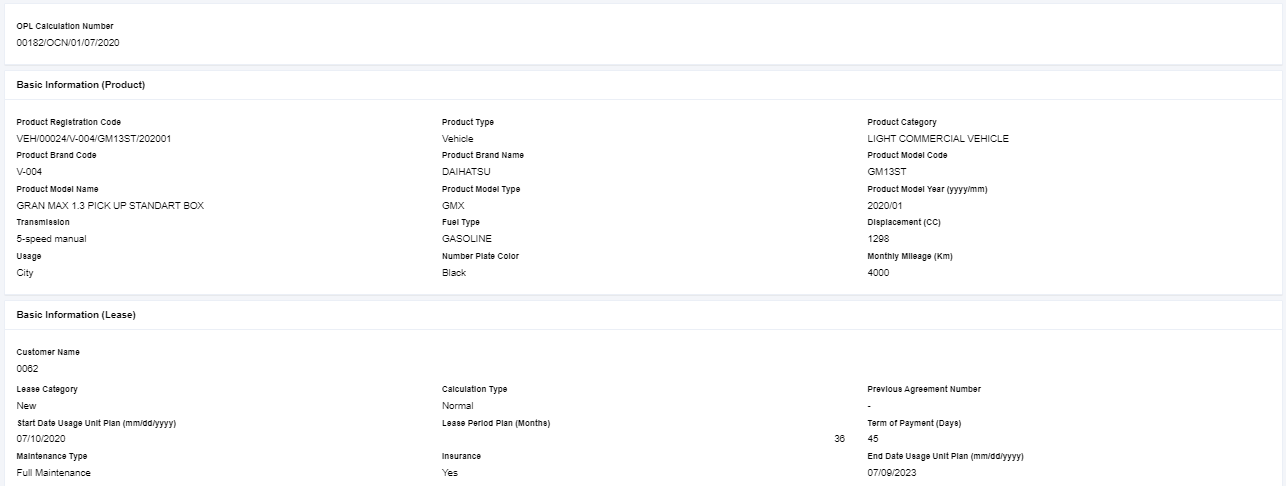 OPL Calculation Number
00182/OCN/01/07/2020
Basic Information (Product)
Product Registration Code Product Type Product Category
VEH/00024/V-004/GM13ST/202001 Vehicle LIGHT COMMERCIAL VEHICLE
Product Brand Code Product Brand Name Product Model Code
V-004 DAIHATSU GM13ST
Product Model Name Product Model Type Product Model Year (yyyy/mm)
GRAN MAX 1.3 PICK UP STANDART BOX GMX 2020/01
Transmission Fuel Type Displacement (CC)
5-speed manual GASOLINE 1298
Usage Number Plate Color Monthly Mileage (Km)
City Black 4000
Basic Information (Lease)
Customer Name
0062
Lease Category Calculation Type Previous Agreement Number
New Normal -
Start Date Usage Unit Plan (mm/dd/yyyy) Lease Period Plan (Months) Term of Payment (Days)
07/10/2020 36 45
Maintenance Type Insurance End Date Usage Unit Plan (mm/dd/yyyy)
Full Maintenance Yes 07/09/2023